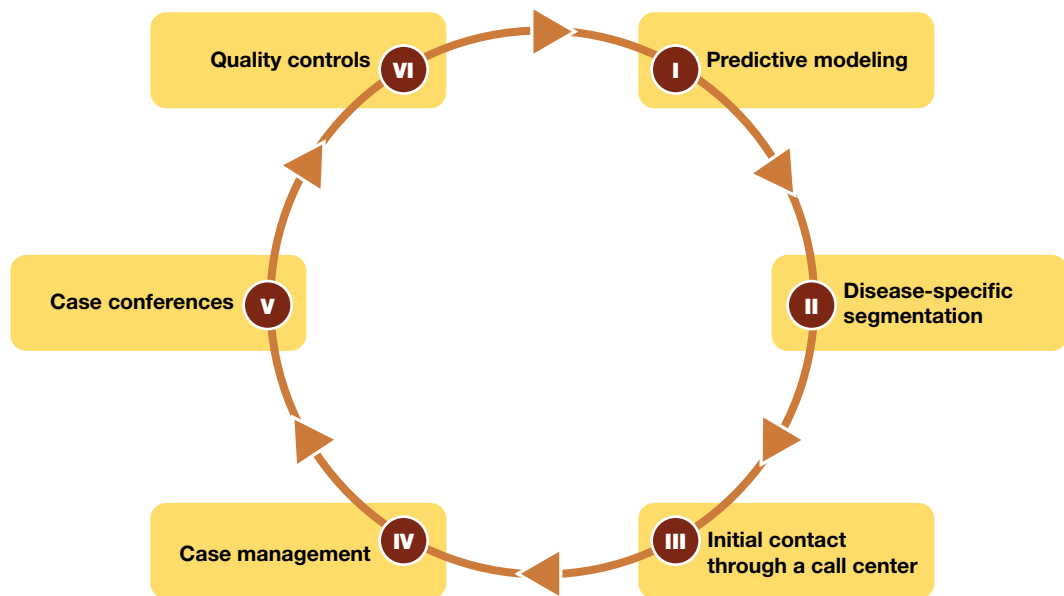 I
Predictive modeling
II
Disease-specific
segmentation
III
Initial contact
through a call center
IV
Case management
V
Case conferences
VI
Quality controls